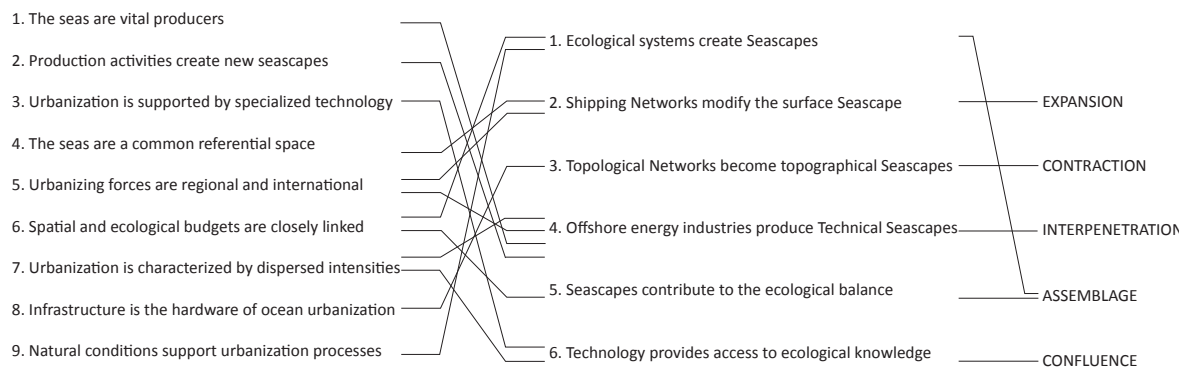 1. The seas are vital producers
2. Production activities create new seascapes
3. Urbanization is supported by specialized technology
4. The seas are a common referential space
5. Urbanizing forces are regional and international
6. Spatial and ecological budgets are closely linked
7. Urbanization is characterized by dispersed intensities
8. Infrastructure is the hardware of ocean urbanization
9. Natural conditions support urbanization processes
1. Ecological systems create Seascapes
2. Shipping Networks modify the surface Seascape
3. Topological Networks become topographical Seascapes
4. Offshore energy industries produce Technical Seascapes
5. Seascapes contribute to the ecological balance
6. Technology provides access to ecological knowledge
EXPANSION
CONTRACTION
INTERPENETRATION
ASSEMBLAGE
CONFLUENCE